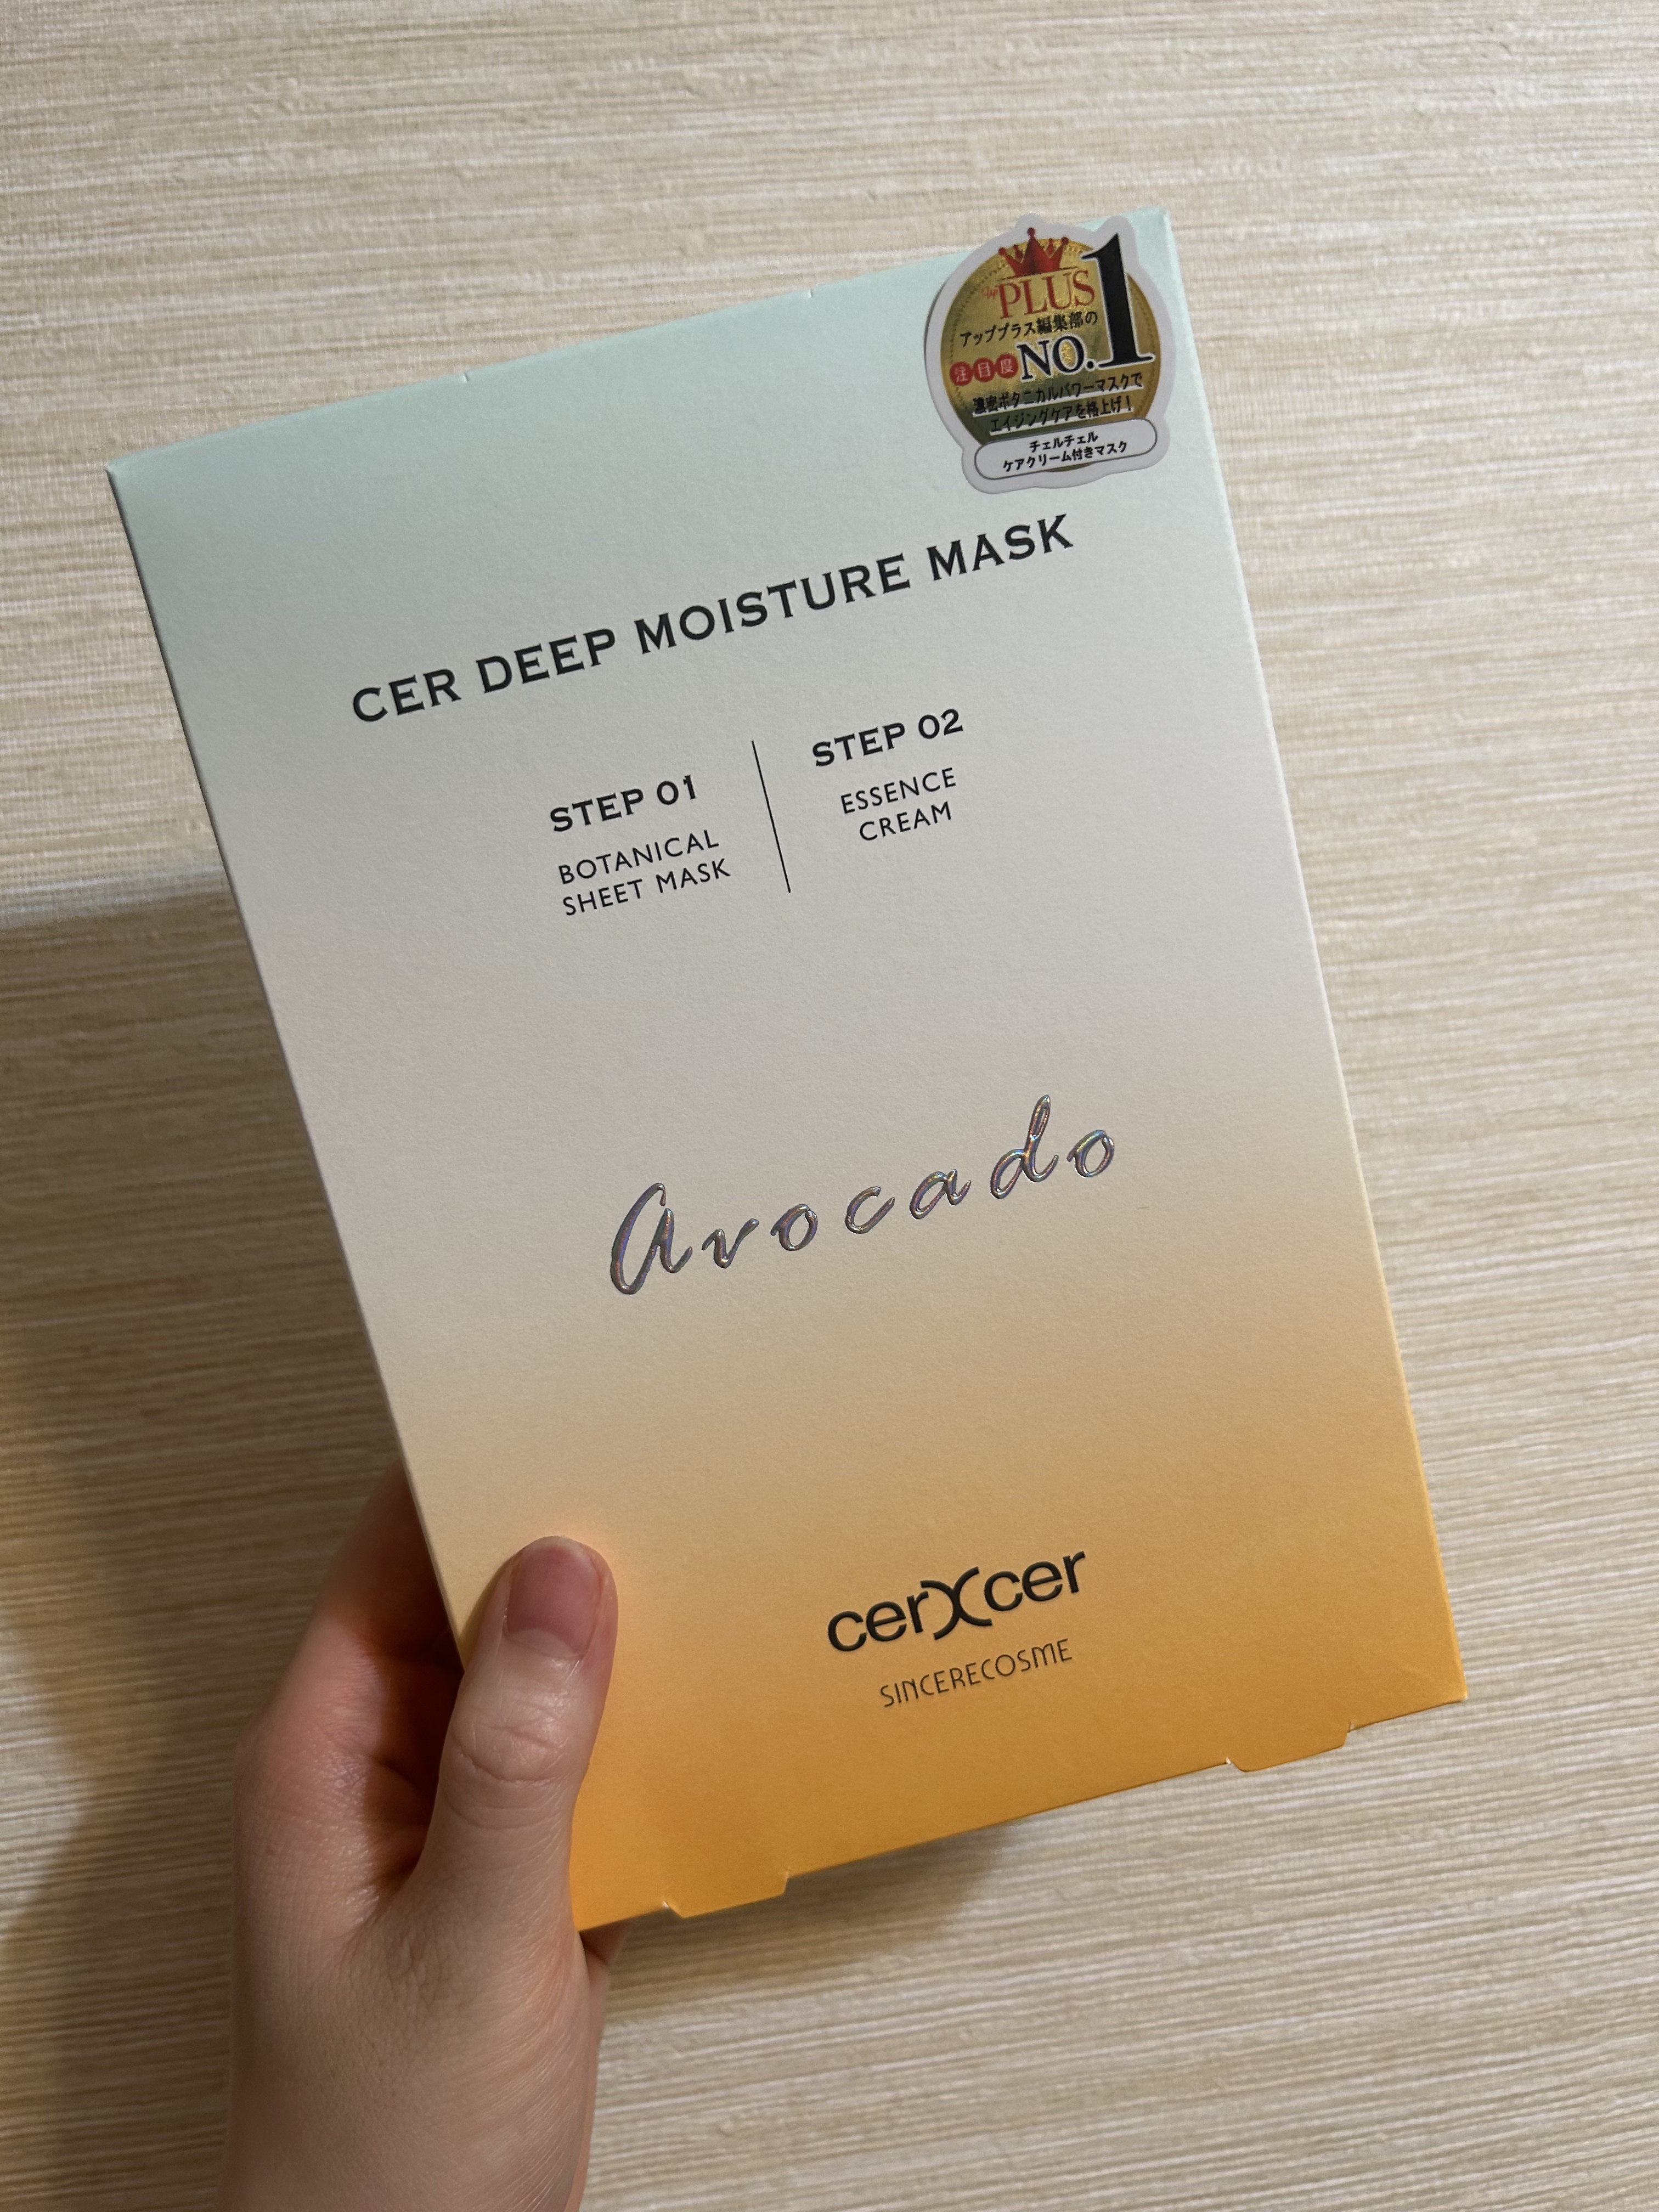 up PLUS
アッププラス編集部の
注目度 NO.1
濃密ボタニカルパワーマスクで
エイジングケアを格上げ!
チェルチェル
ケアクリーム付きマスク
CER DEEP MOISTURE MASK
STEP 01
BOTANICAL
SHEET MASK
STEP 02
ESSENCE
CREAM
Avocado
cerXcer
SINCERECOSME